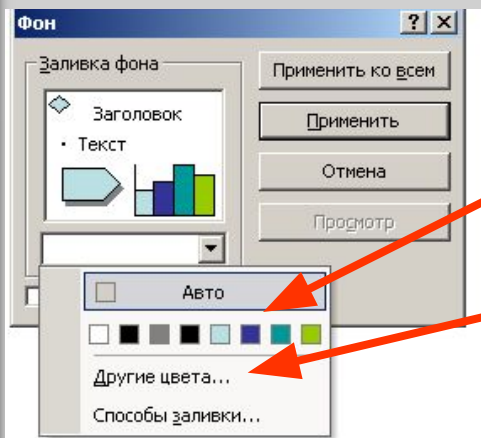 Фон
Заливка фона
Заголовок
• Текст
Применить ко всем
Применить
Отмена
Просмотр
Авто
Другие цвета...
Способы заливки...